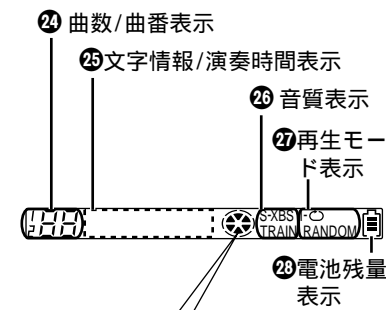 ㉔ 曲数/曲番表示
㉕文字情報/演奏時間表示
㉖ 音質表示
㉗再生モー
ド表示
S-XBS
TRAIN RANDOM
㉘電池残量
表示